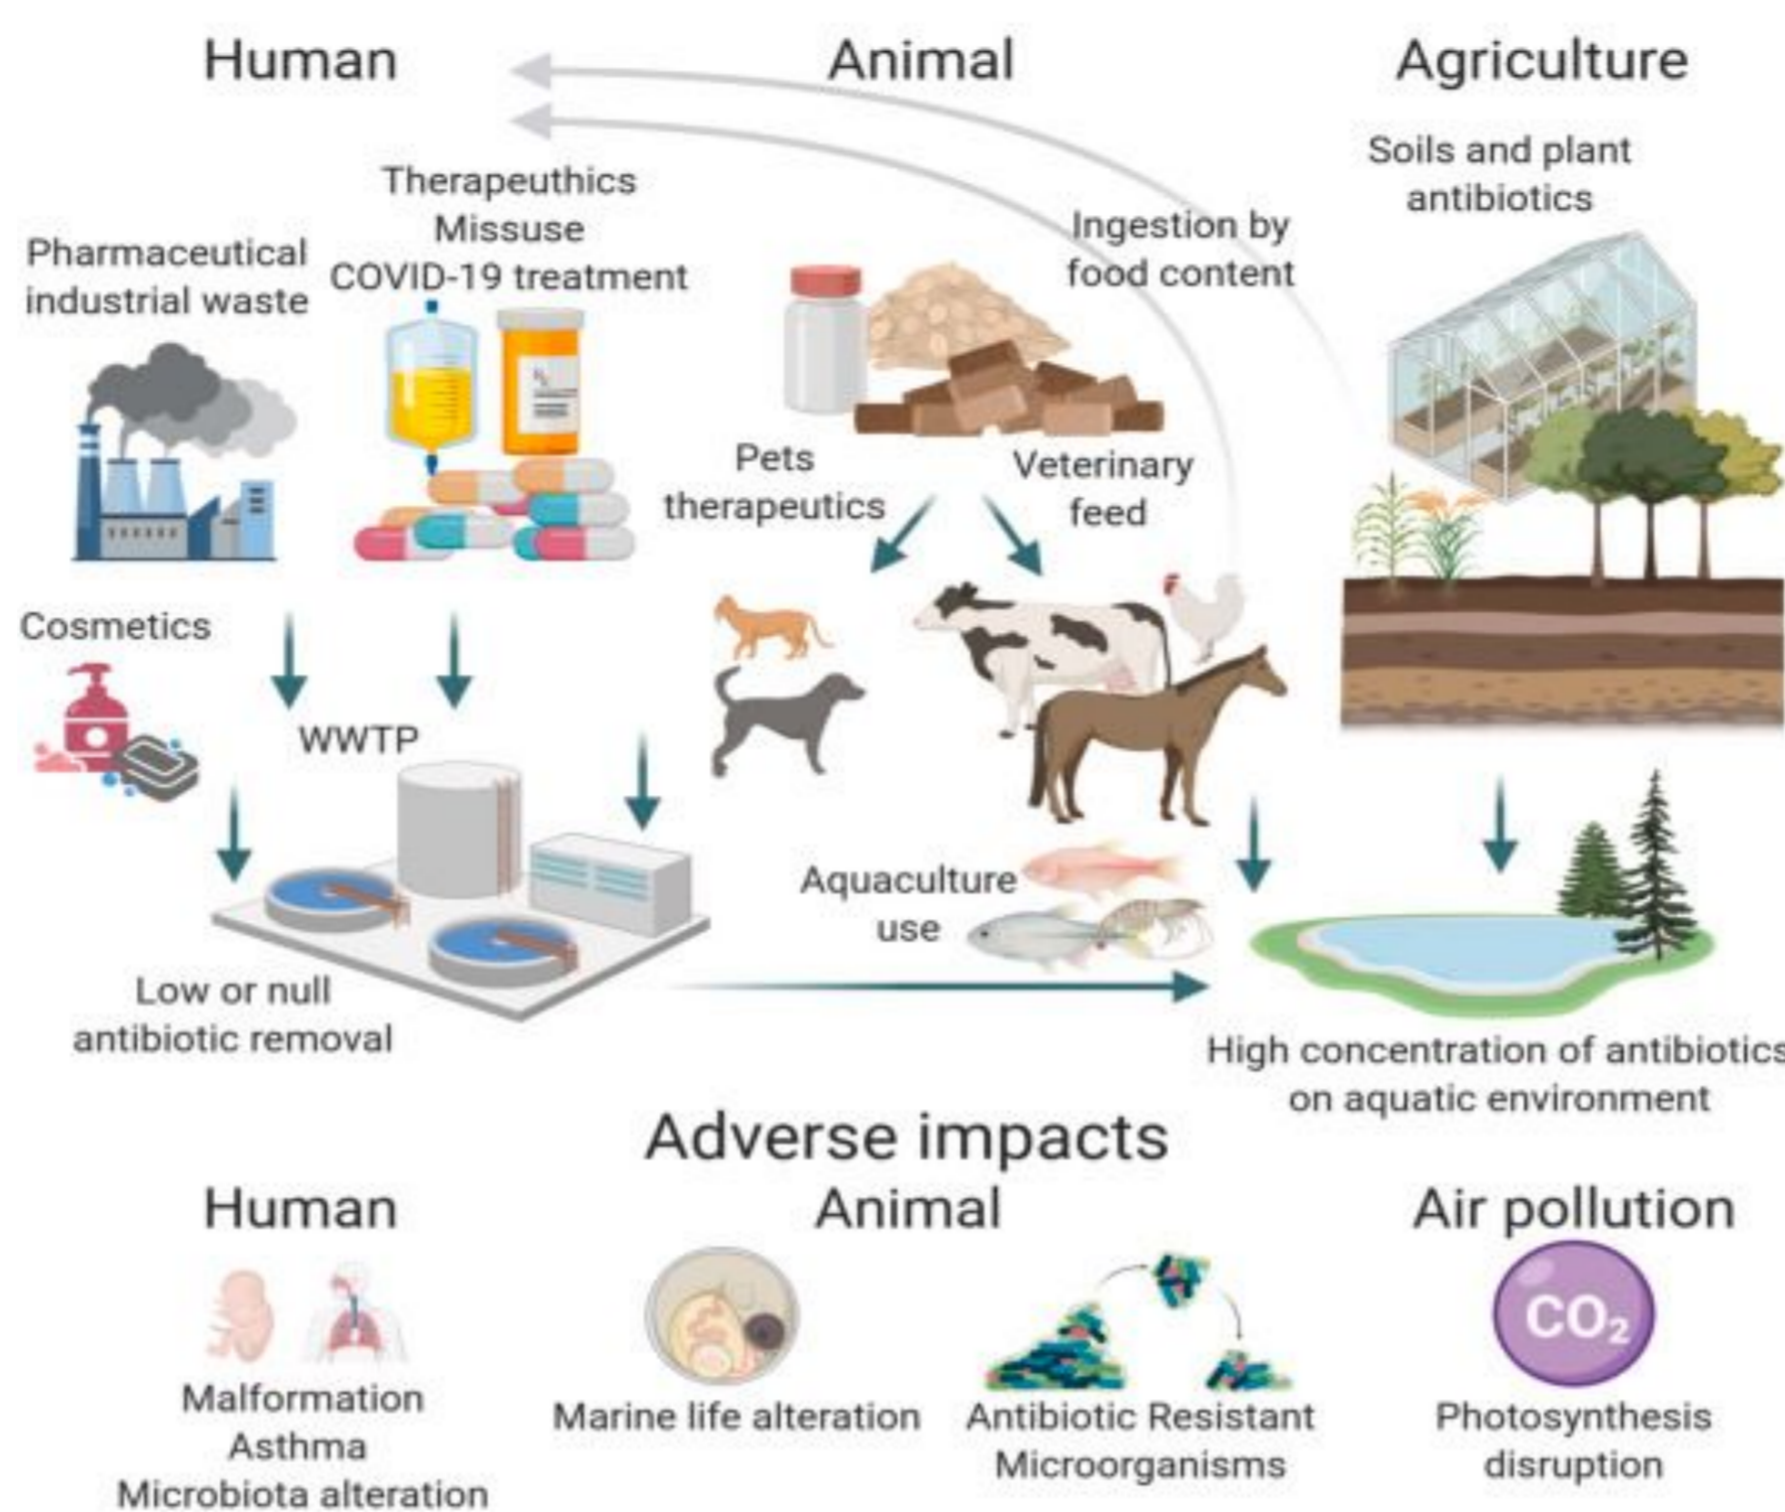 Human
Animal
Agriculture
Soils and plant
antibiotics
Therapeuthics
Missuse
COVID-19 treatment
Pharmaceutical
industrial waste
Ingestion by
food content
Pets
therapeutics
Veterinary
feed
Cosmetics
WWTP
Aquaculture
use
Low or null
antibiotic removal
High concentration of antibiotics
on aquatic environment
Adverse impacts
Human
Animal
Air pollution
CO₂
Malformation
Asthma
Microbiota alteration
Marine life alteration
Antibiotic Resistant
Microorganisms
Photosynthesis
disruption